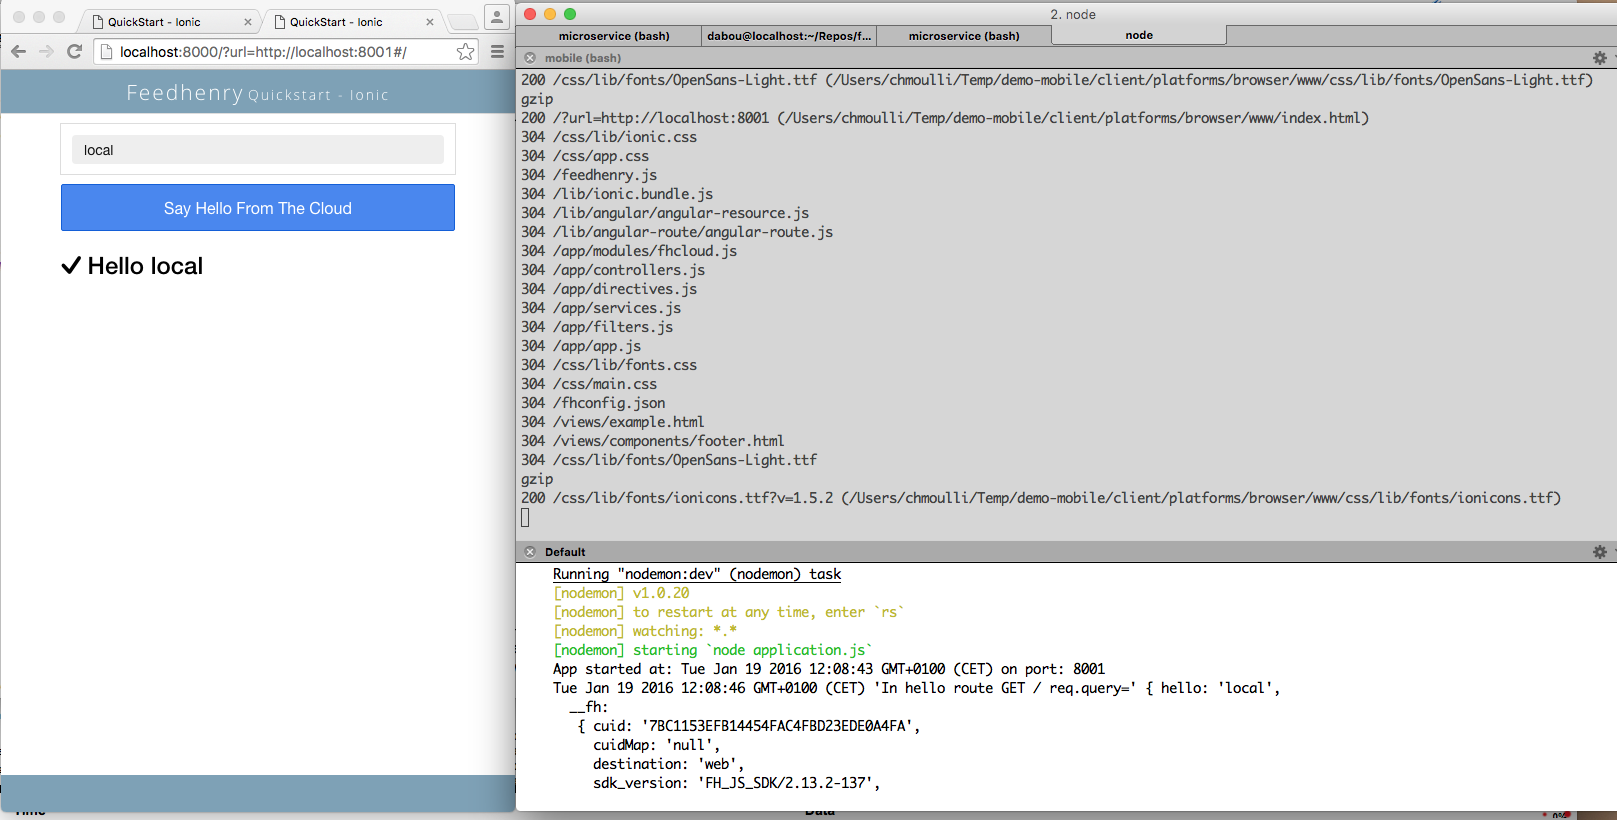 QuickStart - Ionic
QuickStart - Ionic
localhost:8000/?url=http://localhost:8001#/
Feedhenry Quickstart - Ionic
local
Say Hello From The Cloud
Hello local
2. node
microservice (bash)
dabou@localhost:~/Repos/f...
microservice (bash)
node
mobile (bash)
200 /css/lib/fonts/OpenSans-Light.ttf (/Users/chmoulli/Temp/demo-mobile/client/platforms/browser/www/css/lib/fonts/OpenSans-Light.ttf)
gzip
200 /?url=http://localhost:8001 (/Users/chmoulli/Temp/demo-mobile/client/platforms/browser/www/index.html)
304 /css/lib/ionic.css
304 /css/app.css
304 /feedhenry.js
304 /lib/ionic.bundle.js
304 /lib/angular/angular-resource.js
304 /lib/angular-route/angular-route.js
304 /app/modules/fhcloud.js
304 /app/controllers.js
304 /app/directives.js
304 /app/services.js
304 /app/filters.js
304 /app/app.js
304 /css/lib/fonts.css
304 /css/main.css
304 /fhconfig.json
304 /views/example.html
304 /views/components/footer.html
304 /css/lib/fonts/OpenSans-Light.ttf
gzip
200 /css/lib/fonts/ionicons.ttf?v=1.5.2 (/Users/chmoulli/Temp/demo-mobile/client/platforms/browser/www/css/lib/fonts/ionicons.ttf)
Default
Running "nodemon:dev" (nodemon) task
[nodemon] v1.0.20
[nodemon] to restart at any time, enter `rs`
[nodemon] watching: *.*
[nodemon] starting `node application.js`
App started at: Tue Jan 19 2016 12:08:43 GMT+0100 (CET) on port: 8001
Tue Jan 19 2016 12:08:46 GMT+0100 (CET) 'In hello route GET / req.query=' { hello: 'local',
__fh:
{ cuid: '7BC1153EFB14454FAC4FBD23EDE0A4FA',
cuidMap: 'null',
destination: 'web',
sdk_version: 'FH_JS_SDK/2.13.2-137',
Time
Data
0%